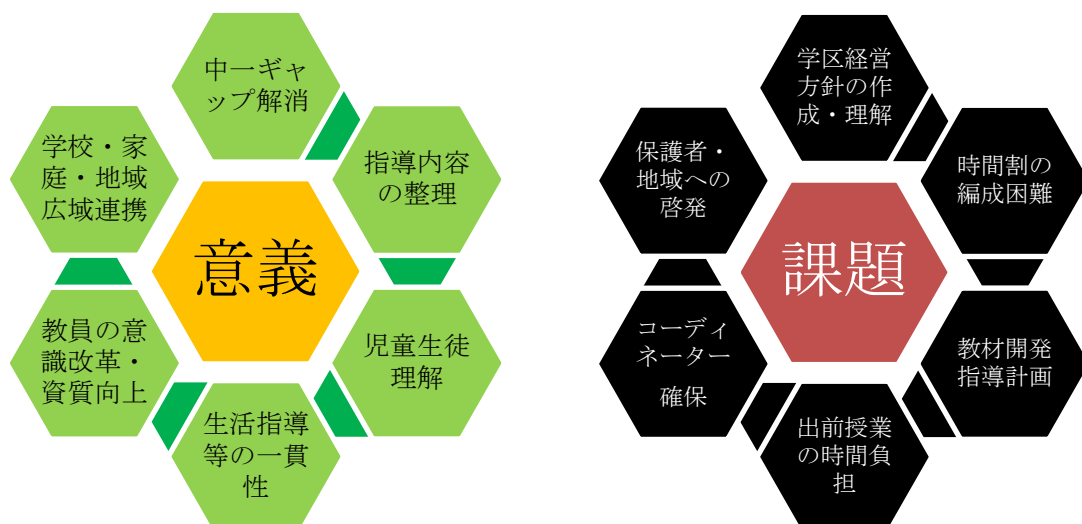 中一ギャ
ップ解消
指導内容
の整理
児童生徒
理解
生活指導
等の一貫
性
教員の意
識改革・
資質向上
学校・家
庭・地域
広域連携
意義
学区経営
方針の作
成・理解
時間割の
編成困難
教材開発
指導計画
出前授業
の時間負
担
コーディ
ネーター
確保
保護者・
地域への
啓発
課題